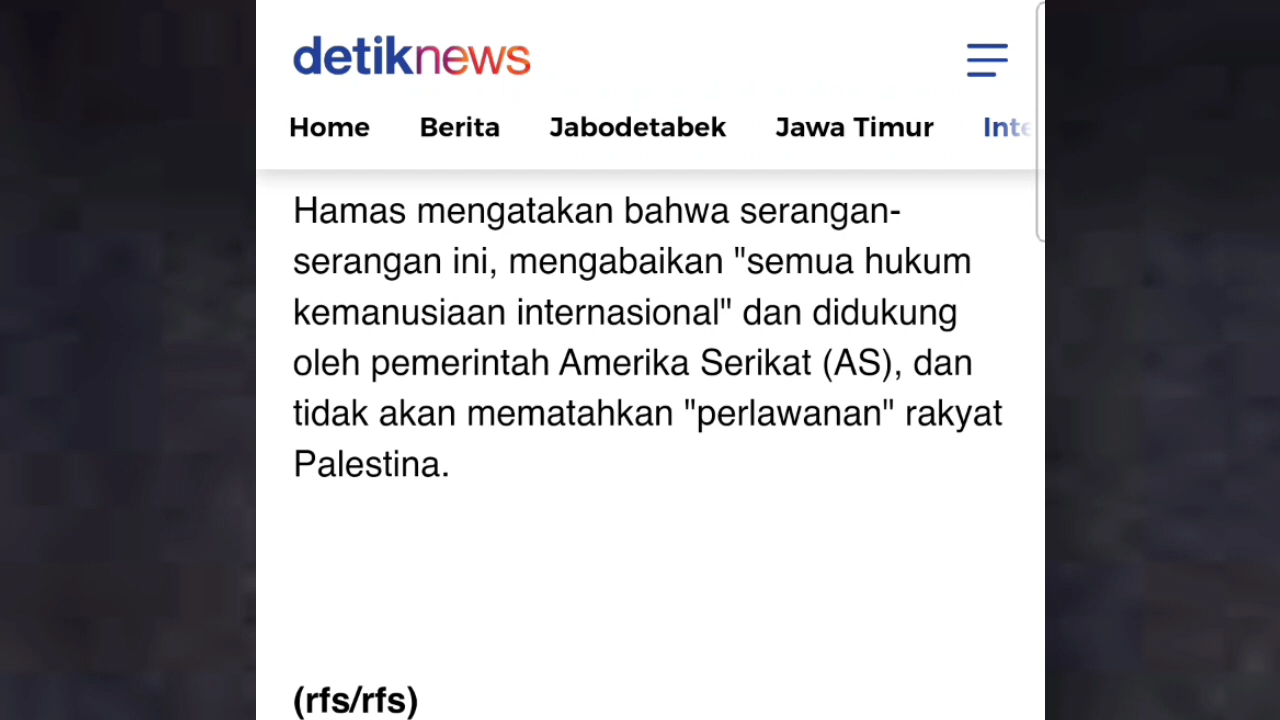 detiknews
Home Berita Jabodetabek Jawa Timur
Hamas mengatakan bahwa serangan-
serangan ini, mengabaikan "semua hukum
kemanusiaan internasional" dan didukung
oleh pemerintah Amerika Serikat (AS), dan
tidak akan mematahkan "perlawanan" rakyat
Palestina.
(rfs/rfs)